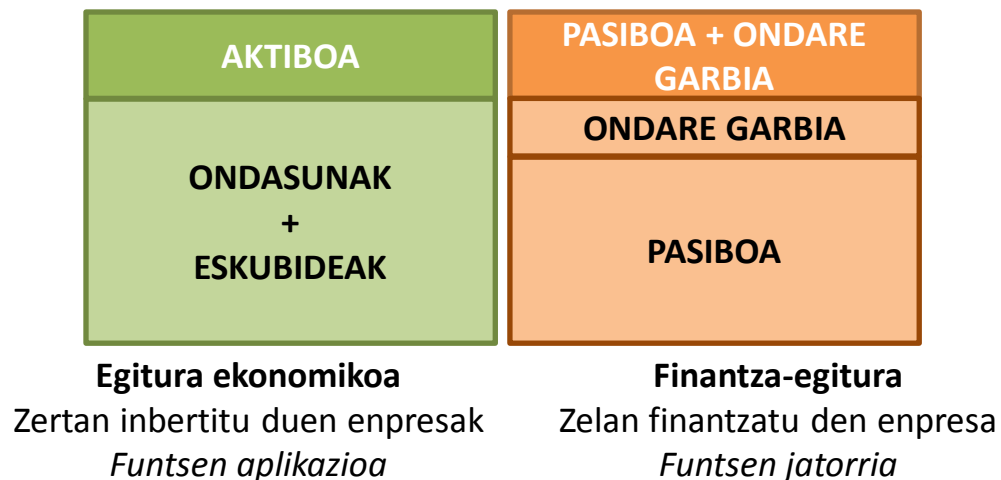 AKTIBOA
ONDASUNAK
+
ESKUBIDEAK
PASIBOA + ONDARE
GARBIA
ONDARE GARBIA
PASIBOA
Egitura ekonomikoa
Zertan inbertitu duen enpresak
Funtsen aplikazioa
Finantza-egitura
Zelan finantzatu den enpresa
Funtsen jatorria